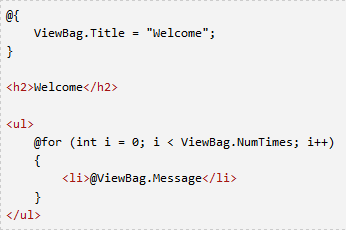 @{
    ViewBag.Title = "Welcome";
}
<h2>Welcome</h2>
<ul>
    @for (int i = 0; i < ViewBag.NumTimes; i++)
    {
        <li>@ViewBag.Message</li>
    }
</ul>